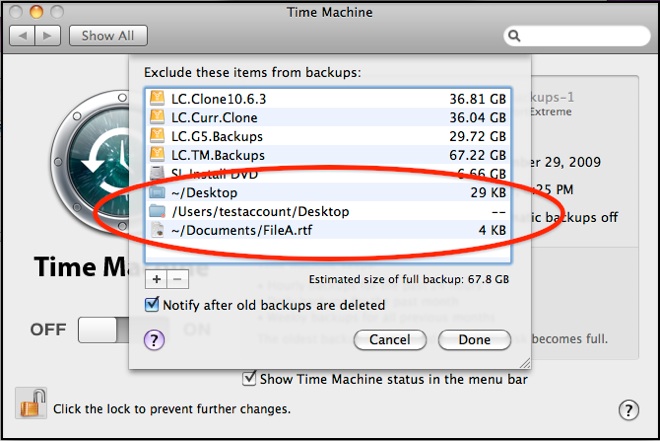 Time Machine
Show All
Exclude these items from backups:
LC.Clone10.6.3 36.81 GB
LC.Curr.Clone 36.04 GB
LC.G5.Backups 29.72 GB
LC.TM.Backups 67.22 GB
SL Install DVD 6.66 GB
~/Desktop 29 KB
/Users/testaccount/Desktop --
~/Documents/FileA.rtf 4 KB
kups-1
Extreme
er 29, 2009
:25 PM
ic backups off
+ −
Estimated size of full backup: 67.8 GB
Time Ma
Notify after old backups are deleted
OFF ON
? Cancel Done
becomes full.
Show Time Machine status in the menu bar
Click the lock to prevent further changes.
?